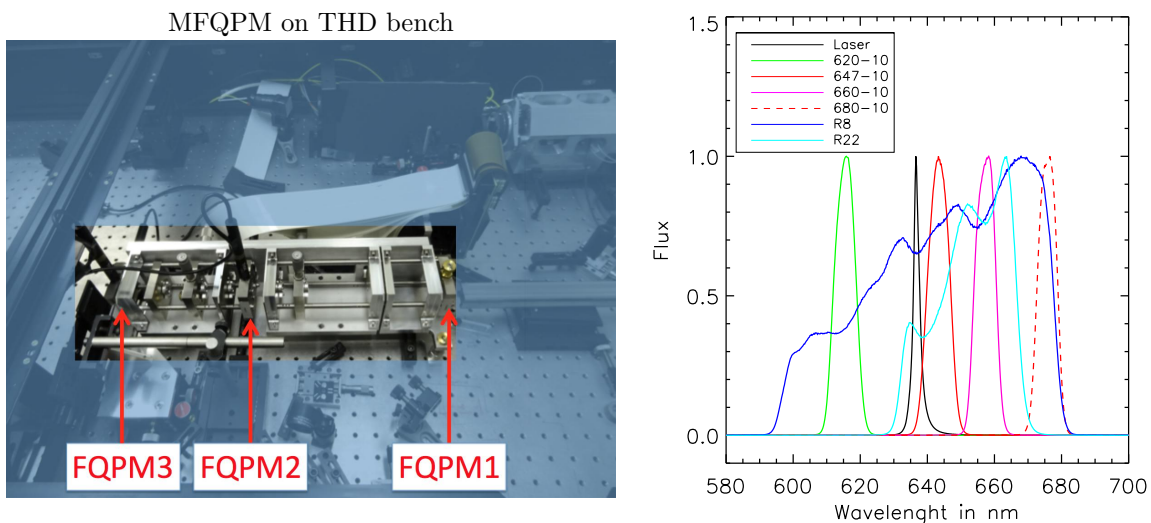 MFQPM on THD bench
FQPM3
FQPM2
FQPM1
1.5
1.0
0.5
0.0
Flux
Laser
620-10
647-10
660-10
680-10
R8
R22
580
600
620
640
660
680
700
Wavelenght in nm